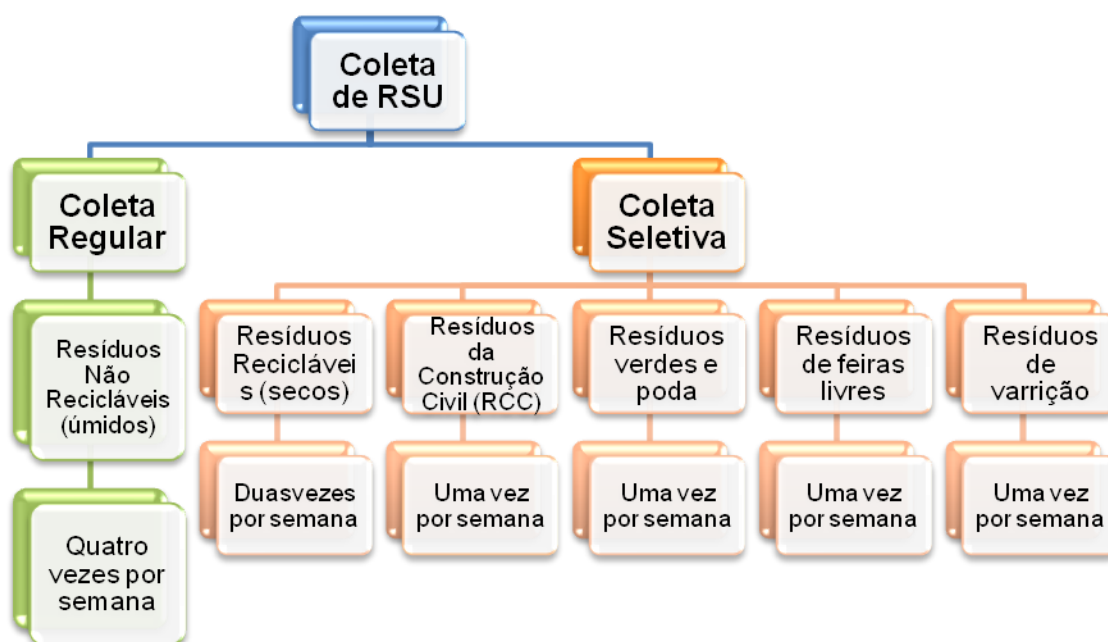 Coleta
de RSU
Coleta
Regular
Coleta
Seletiva
Resíduos
Não
Recicláveis
(úmidos)
Resíduos
Reciclávei
s (secos)
Resíduos
da
Construção
Civil (RCC)
Resíduos
verdes e
poda
Resíduos
de feiras
livres
Resíduos
de
varrição
Quatro
vezes por
semana
Duasvezes
por semana
Uma vez
por semana
Uma vez
por semana
Uma vez
por semana
Uma vez
por semana